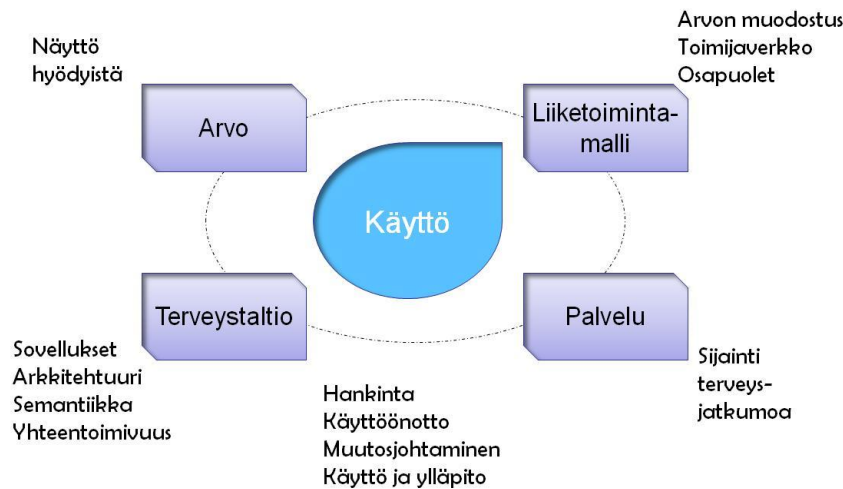 Näyttö
hyödyistä
Arvo
Arvon muodostus
Toimijaverkko
Osapuolet
Liiketoiminta-
malli
Käyttö
Terveystaltio
Sovellukset
Arkkitehtuuri
Semantiikka
Yhteentoimivuus
Hankinta
Käyttöönotto
Muutosjohtaminen
Käyttö ja ylläpito
Palvelu
Sijainti
terveys-
jatkumoa